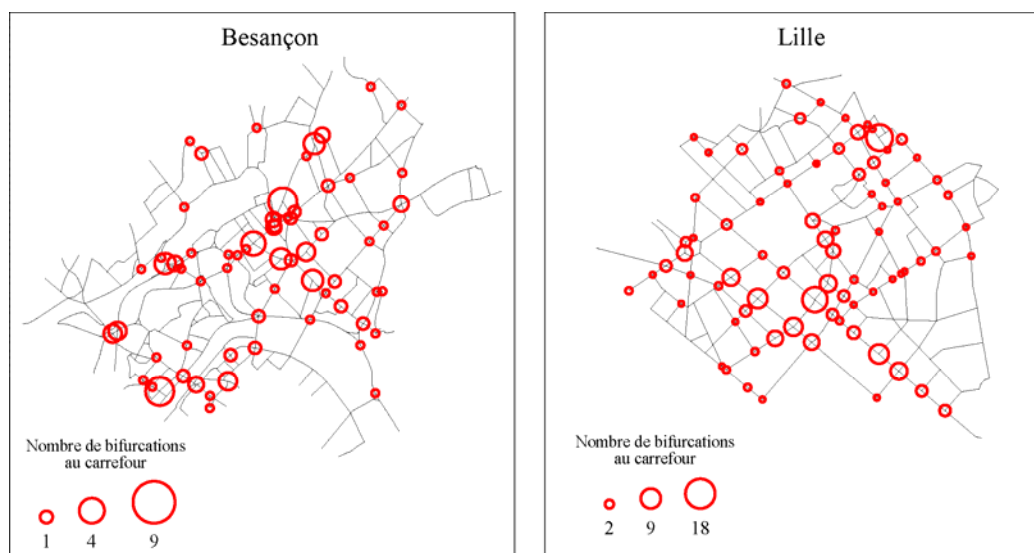 Besançon
Nombre de bifurcations
au carrefour
1 4 9
Lille
Nombre de bifurcations
au carrefour
2 9 18